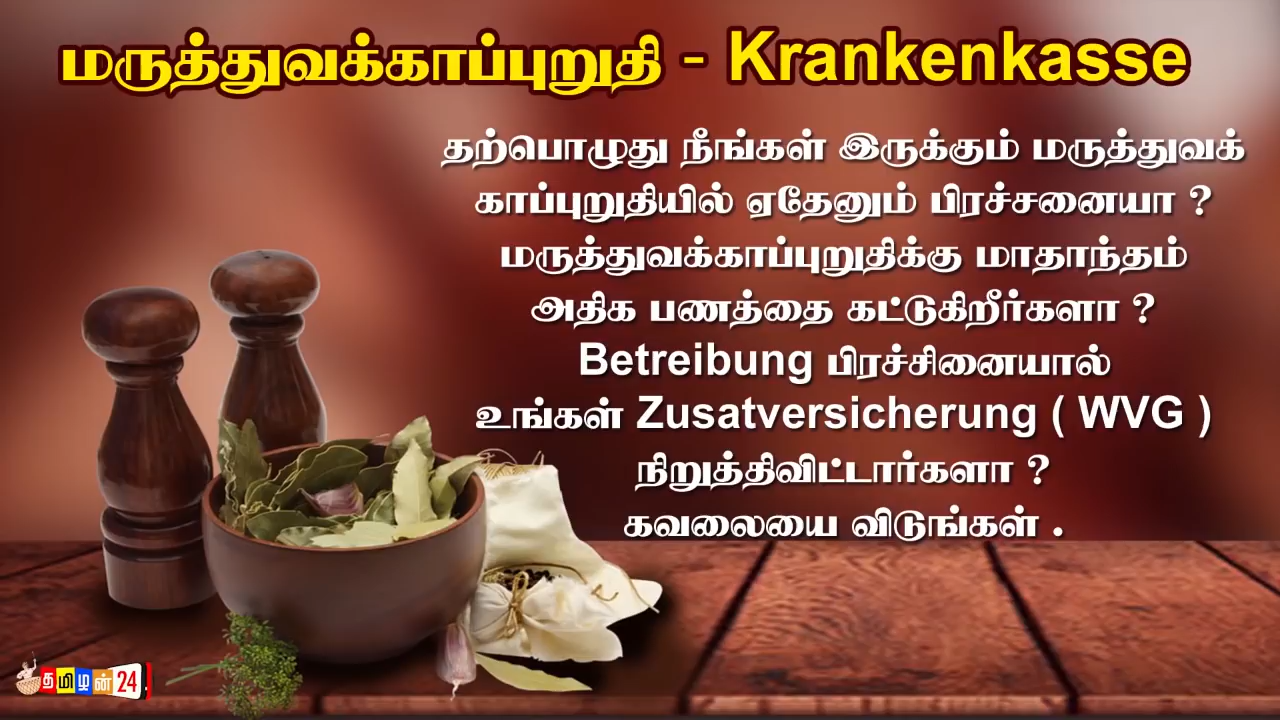 மருத்துவக்காப்புறுதி - Krankenkasse
தற்பொழுது நீங்கள் இருக்கும் மருத்துவக்
காப்புறுதியில் ஏதேனும் பிரச்சனையா ?
மருத்துவக்காப்புறுதிக்கு மாதாந்தம்
அதிக பணத்தை கட்டுகிறீர்களா ?
Betreibung பிரச்சினையால்
உங்கள் Zusatversicherung ( WVG )
நிறுத்திவிட்டார்களா ?
கவலையை விடுங்கள் .
தமிழன் 24